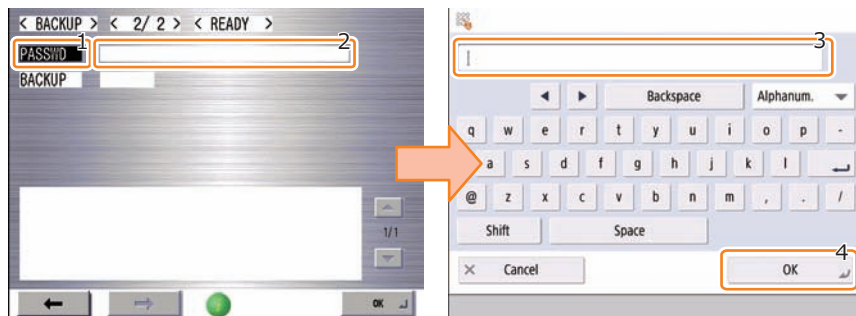 < BACKUP > < 2/ 2 > < READY >
1
2
PASSWD
BACKUP
1/1
OK
3
Backspace Alphanum.
q w e r t y u i o p -
a s d f g h j k l
@ z x c v b n m , . /
Shift Space
4
Cancel OK